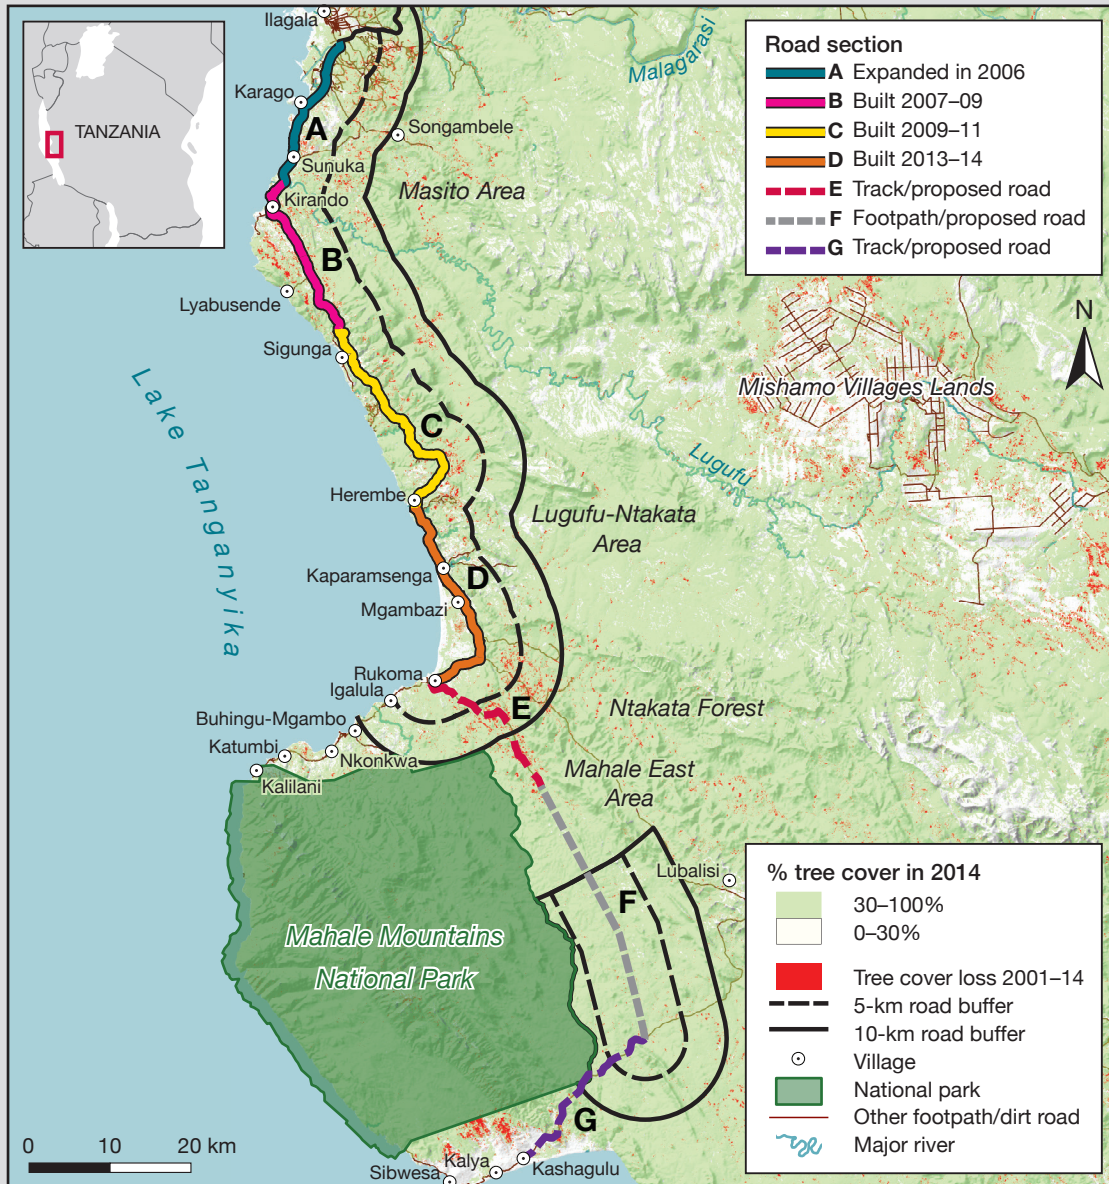 Ilagala
Karago
A
Sunuka
Kirando
Songambele
Masito Area
Malagarasi
TANZANIA
B
Lyabusende
Sigunga
C
Herembe
Lake Tanganyika
Lugufu
Lugufu-Ntakata
Area
Kaparamsenga
D
Mgambazi
Rukoma
Igalula
E
Buhingu-Mgambo
Katumbi
Nkonkwa
Kalilani
Ntakata Forest
Mahale East
Area
Mishamo Villages Lands
N
Lubalisi
F
Mahale Mountains
National Park
G
Kashagulu
Kalya
Sibwesa
0 10 20 km
Road section
A Expanded in 2006
B Built 2007–09
C Built 2009–11
D Built 2013–14
E Track/proposed road
F Footpath/proposed road
G Track/proposed road
% tree cover in 2014
30–100%
0–30%
Tree cover loss 2001–14
5-km road buffer
10-km road buffer
Village
National park
Other footpath/dirt road
Major river